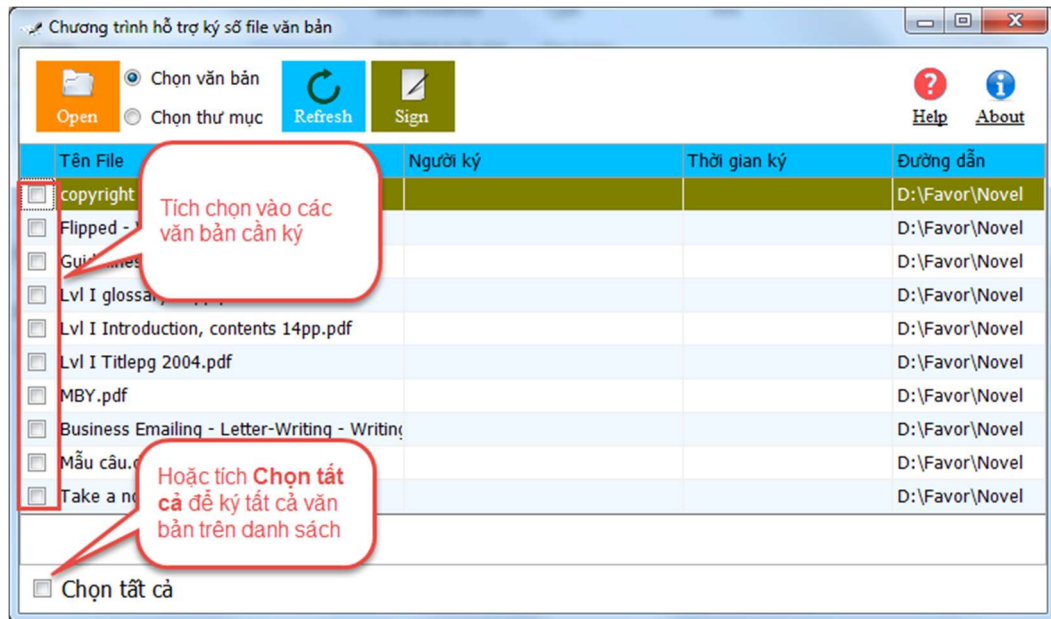 Chương trình hỗ trợ ký số file văn bản
Chọn văn bản
Chọn thư mục
Open
Refresh
Sign
Help
About
Tên File
Người ký
Thời gian ký
Đường dẫn
copyright
D:\Favor\Novel
Flipped -
D:\Favor\Novel
D:\Favor\Novel
Lvl I
D:\Favor\Novel
Lvl I Introduction, contents 14pp.pdf
D:\Favor\Novel
Lvl I Titlepg 2004.pdf
D:\Favor\Novel
MBY.pdf
D:\Favor\Novel
Business Emailing - Letter-Writing - Writing
D:\Favor\Novel
Mẫu câu.
D:\Favor\Novel
Take a
D:\Favor\Novel
Tích chọn vào các
văn bản cần ký
Hoặc tích Chọn tất
cả để ký tất cả văn
bản trên danh sách
Chọn tất cả